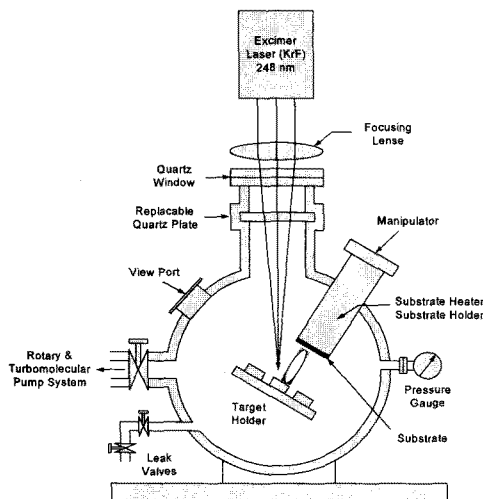 Excimer
Laser (KrF)
248 nm
Focusing
Lense
Quartz
Window
Replacable
Quartz Plate
Manipulator
View Port
Substrate Heater
Substrate Holder
Rotary &
Turbomolecular
Pump System
Pressure
Gauge
Target
Holder
Substrate
Leak
Valves